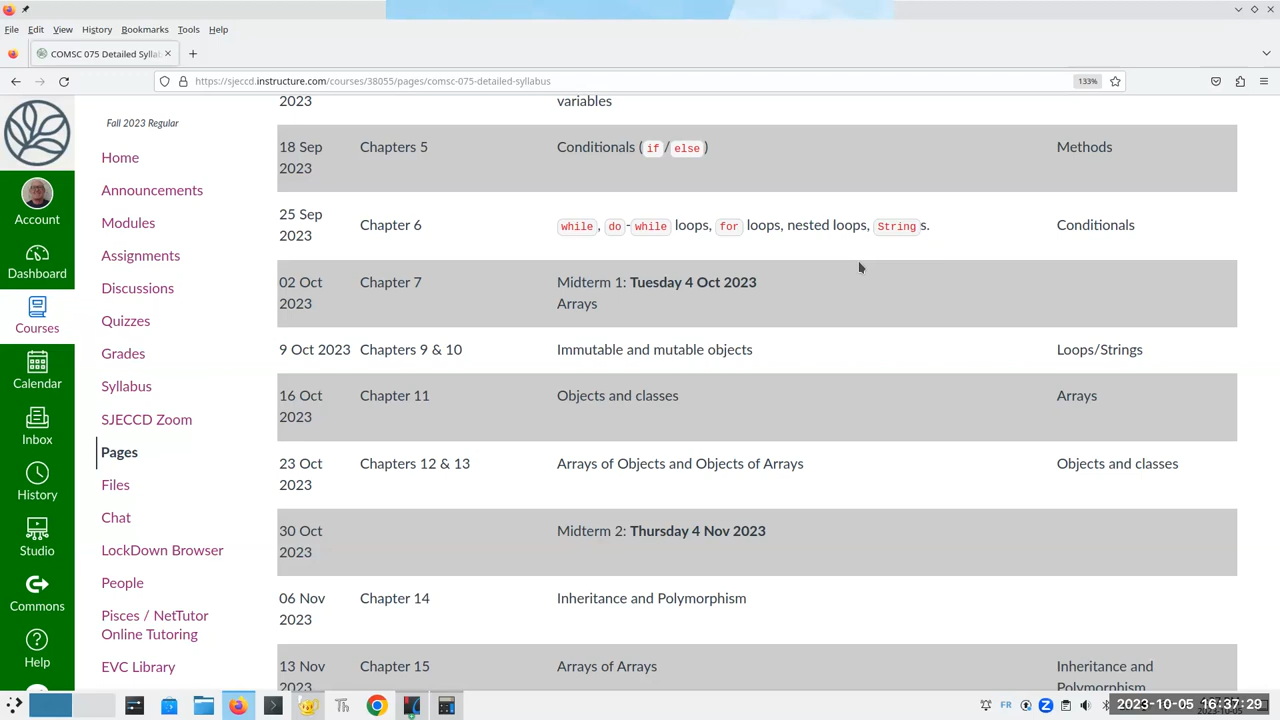 File Edit View History Bookmarks Tools Help
COMSC 075 Detailed Sylla
https://sjeccd.instructure.com/courses/38055/pages/comsc-075-detailed-syllabus
133%
Account
Dashboard
Courses
Calendar
Inbox
History
Studio
Commons
Help
Fall 2023 Regular
Home
Announcements
Modules
Assignments
Discussions
Quizzes
Grades
Syllabus
SJECCD Zoom
Pages
Files
Chat
LockDown Browser
People
Pisces / NetTutor
Online Tutoring
EVC Library
2023 variables
18 Sep Chapters 5 Conditionals (if/else) Methods
2023
25 Sep
2023 Chapter 6 while, do-while loops, for loops, nested loops, Strings. Conditionals
02 Oct Chapter 7 Midterm 1: Tuesday 4 Oct 2023
2023 Arrays
9 Oct 2023 Chapters 9 & 10 Immutable and mutable objects Loops/Strings
16 Oct Chapter 11 Objects and classes Arrays
2023
23 Oct Chapters 12 & 13 Arrays of Objects and Objects of Arrays Objects and classes
2023
30 Oct Midterm 2: Thursday 4 Nov 2023
2023
06 Nov Chapter 14 Inheritance and Polymorphism
2023
13 Nov Chapter 15 Arrays of Arrays Inheritance and
2023 Polymorphism
Th
FR
2023-10-05 16:37:29